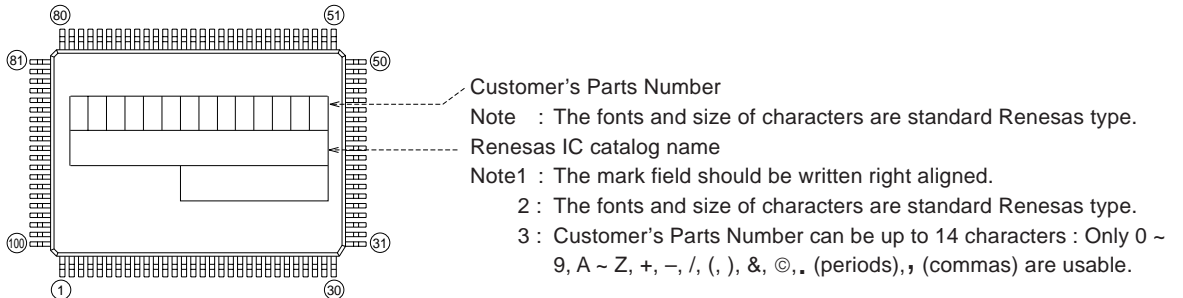 80 51
81 50
Customer's Parts Number
Note : The fonts and size of characters are standard Renesas type.
Renesas IC catalog name
Note1 : The mark field should be written right aligned.
2 : The fonts and size of characters are standard Renesas type.
100 31
3 : Customer's Parts Number can be up to 14 characters : Only 0 ~
9, A ~ Z, +, –, /, (, ), &, ©, . (periods), , (commas) are usable.
1 30